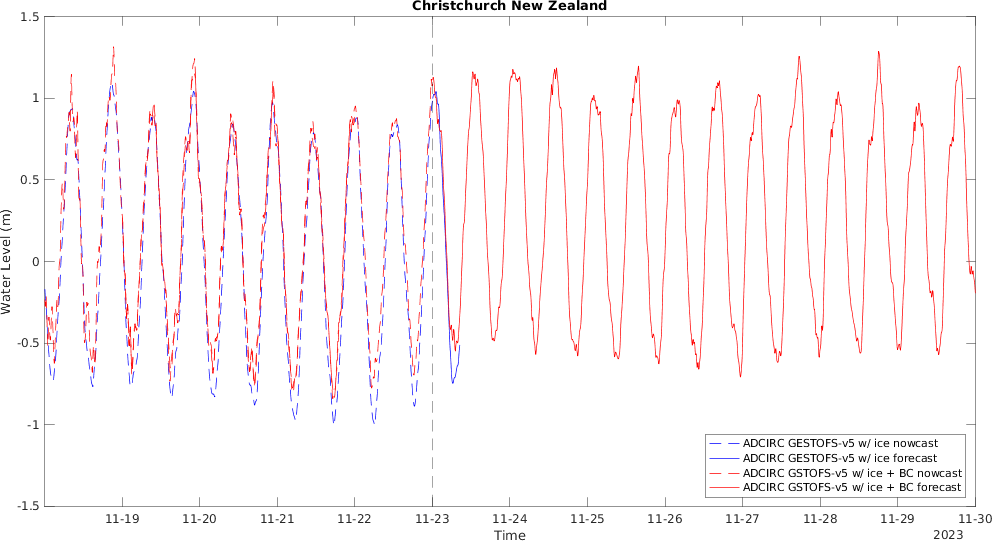 Christchurch New Zealand
1.5
1
0.5
0
-0.5
-1
-1.5
Water Level (m)
ADCIRC GESTOFS-v5 w/ ice nowcast
ADCIRC GESTOFS-v5 w/ ice forecast
ADCIRC GSTOFS-v5 w/ ice + BC nowcast
ADCIRC GSTOFS-v5 w/ ice + BC forecast
11-19 11-20 11-21 11-22 11-23 11-24 11-25 11-26 11-27 11-28 11-29 11-30
Time
2023